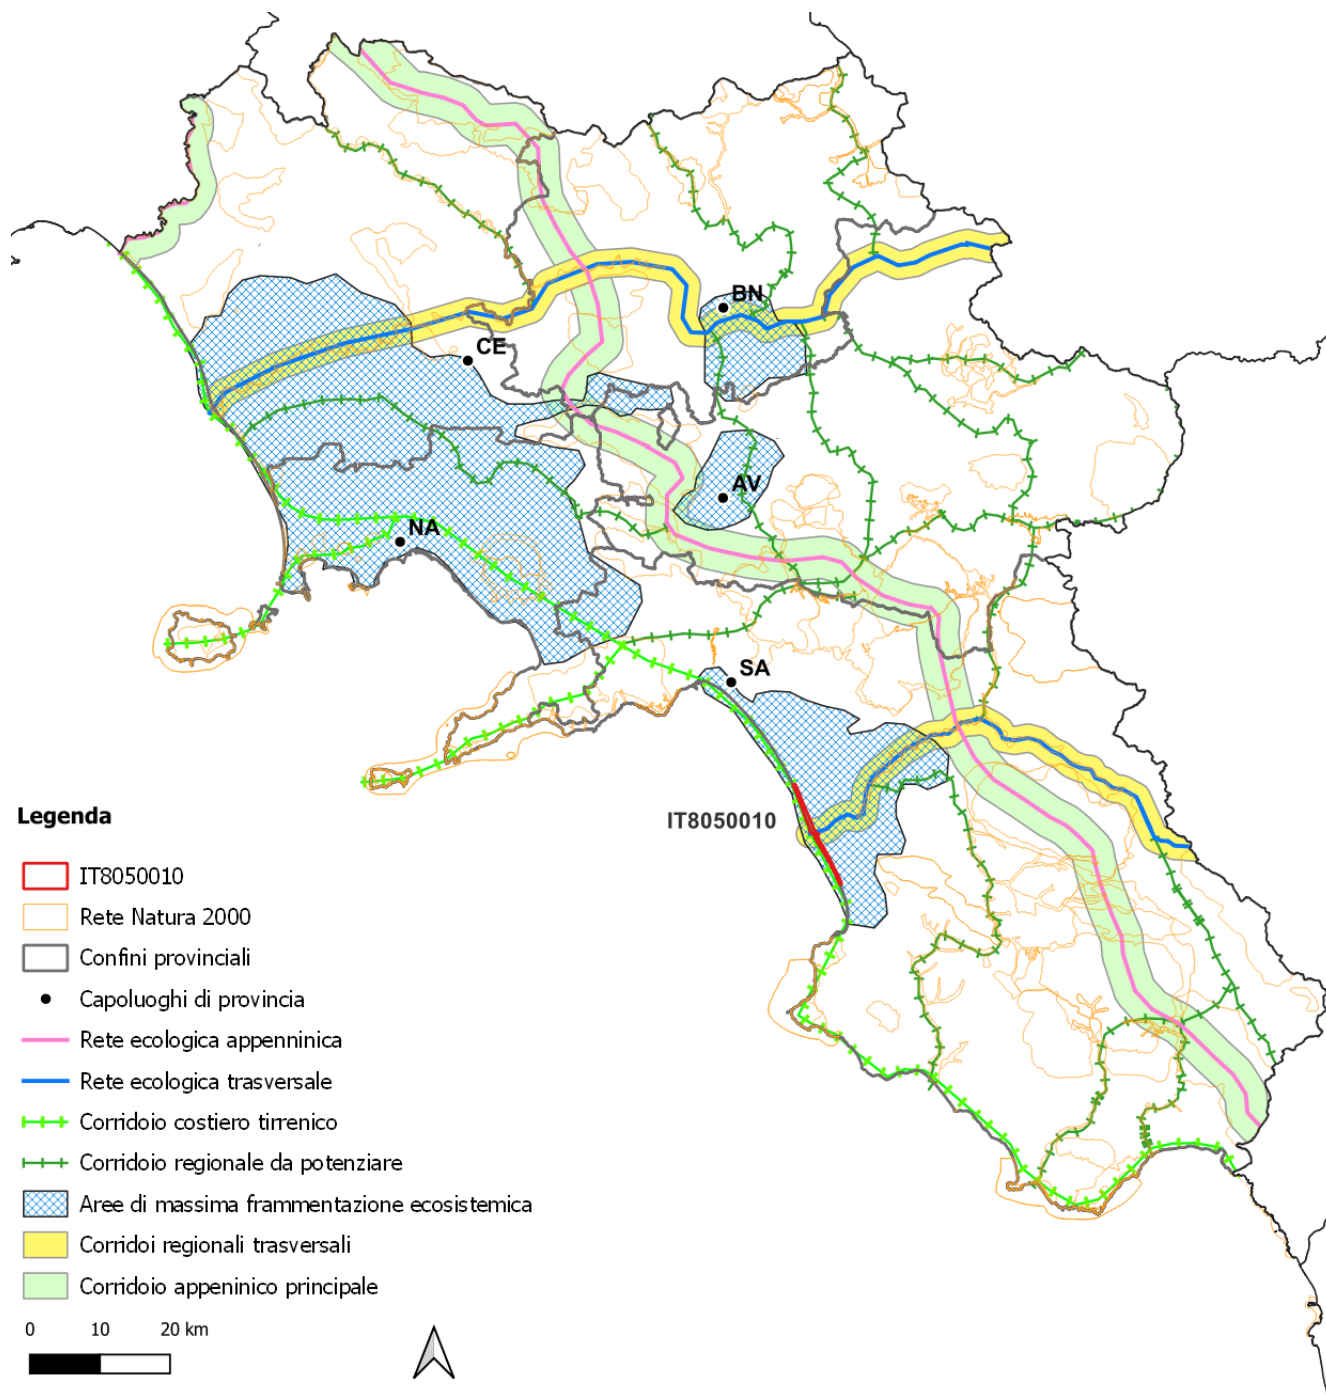 BN
CE
AV
NA
SA
IT8050010
Legenda
IT8050010
Rete Natura 2000
Confini provinciali
Capoluoghi di provincia
Rete ecologica appenninica
Rete ecologica trasversale
Corridoio costiero tirrenico
Corridoio regionale da potenziare
Aree di massima frammentazione ecosistemica
Corridoi regionali trasversali
Corridoio appeninico principale
0 10 20 km